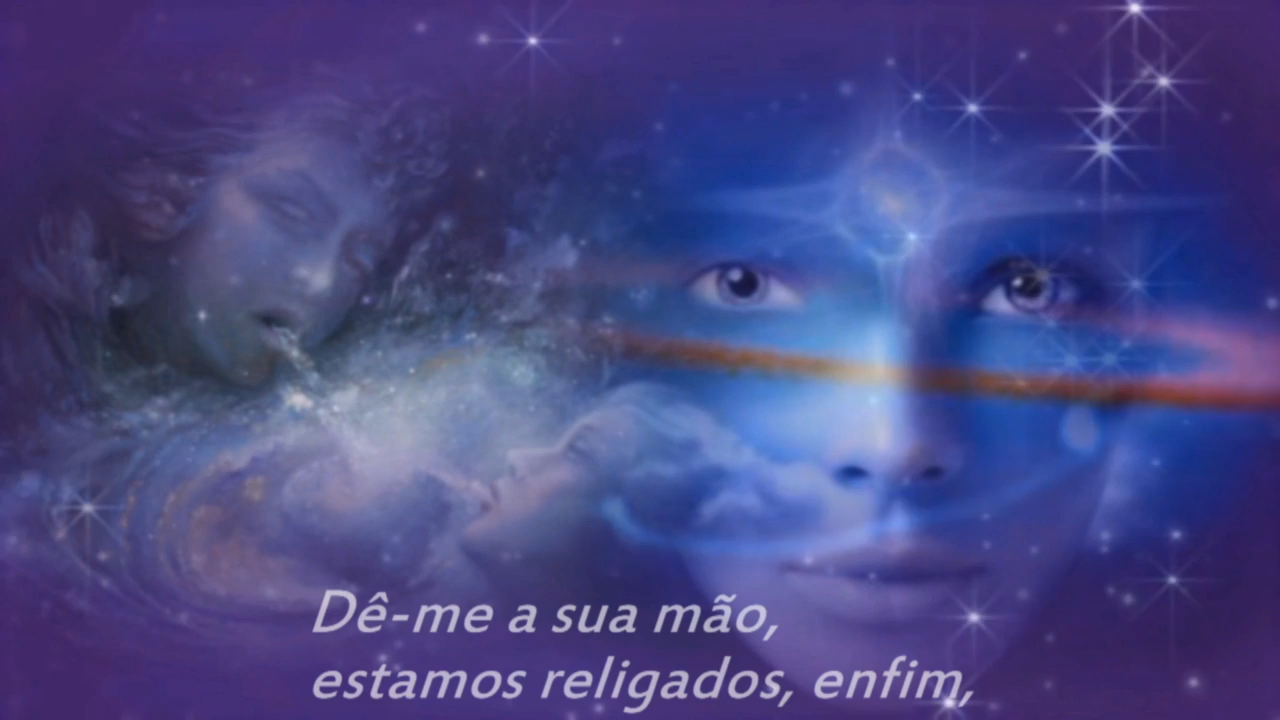 Dê-me a sua mão,
estamos religados, enfim,